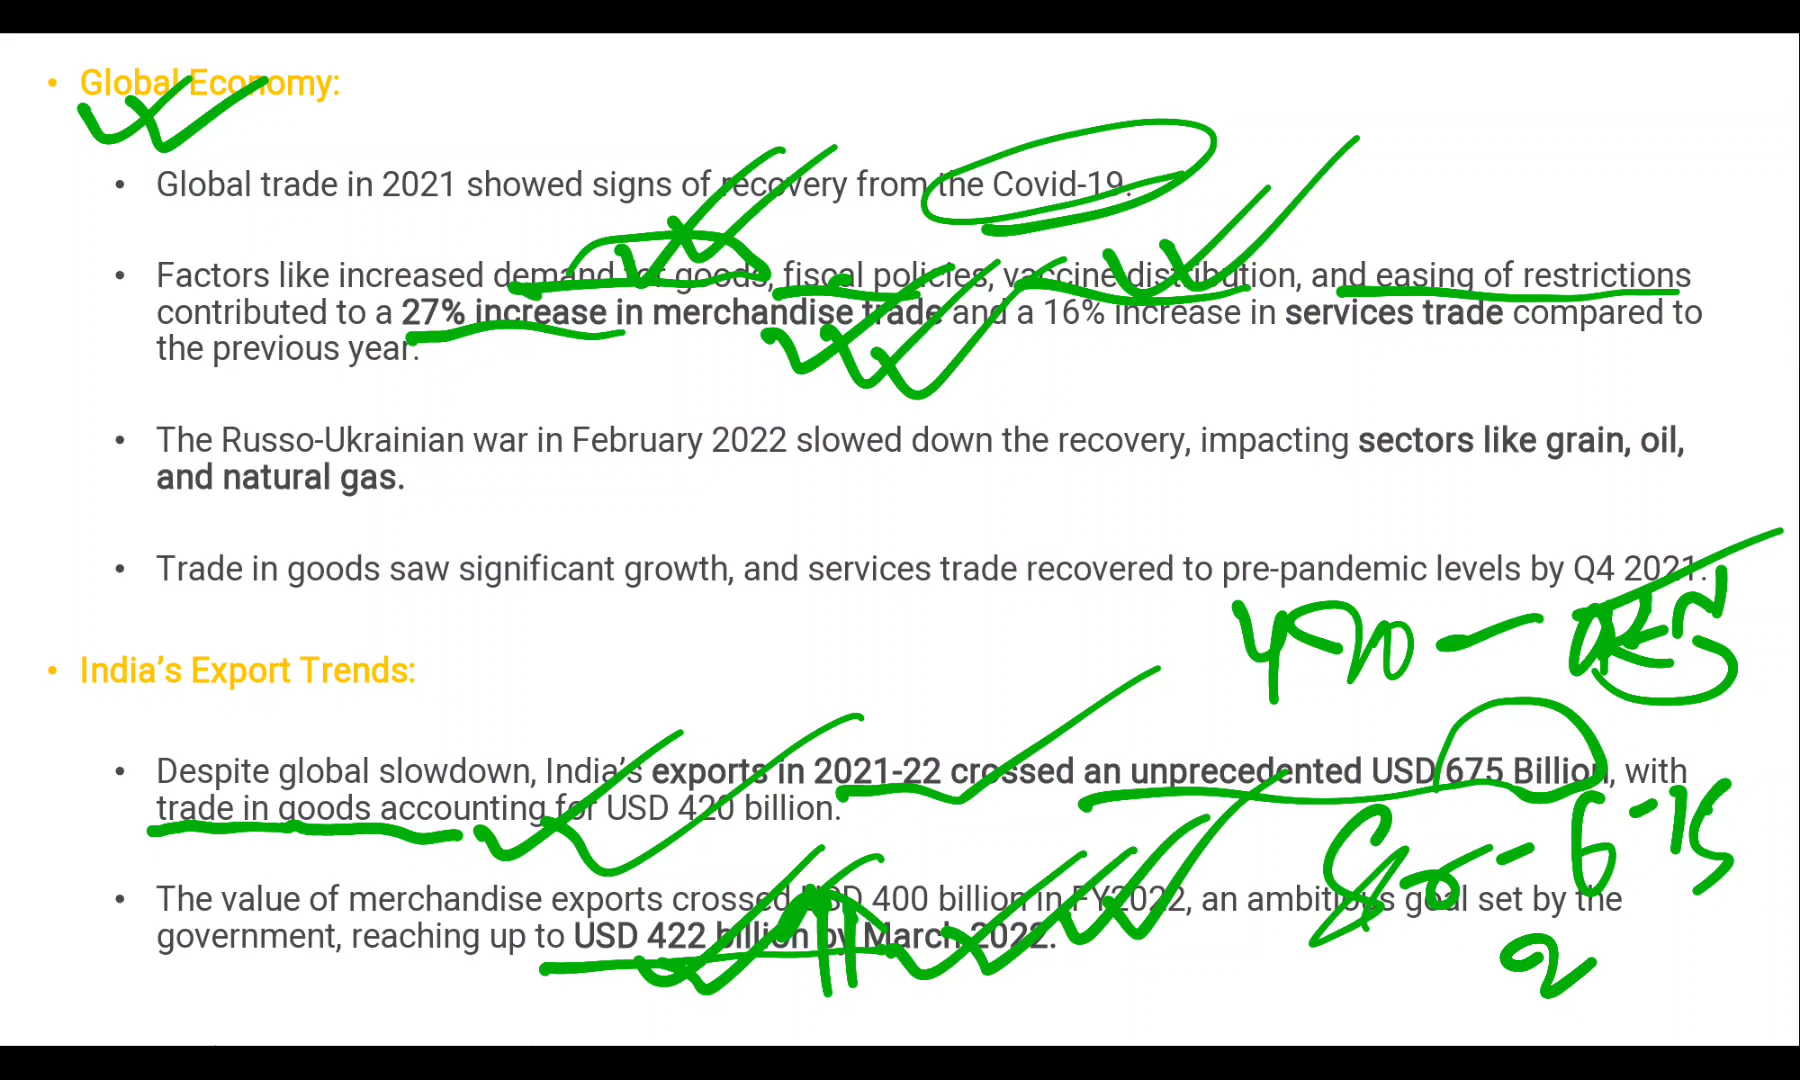 • Global Economy:
• Global trade in 2021 showed signs of recovery from the Covid-19.
• Factors like increased demand for goods, fiscal policies, vaccine distribution, and easing of restrictions
contributed to a 27% increase in merchandise trade and a 16% increase in services trade compared to
the previous year.
• The Russo-Ukrainian war in February 2022 slowed down the recovery, impacting sectors like grain, oil,
and natural gas.
• Trade in goods saw significant growth, and services trade recovered to pre-pandemic levels by Q4 2021.
• India’s Export Trends:
• Despite global slowdown, India’s exports in 2021-22 crossed an unprecedented USD 675 Billion, with
trade in goods accounting for USD 420 billion.
• The value of merchandise exports crossed USD 400 billion in FY2022, an ambitious goal set by the
government, reaching up to USD 422 billion by March 2022.